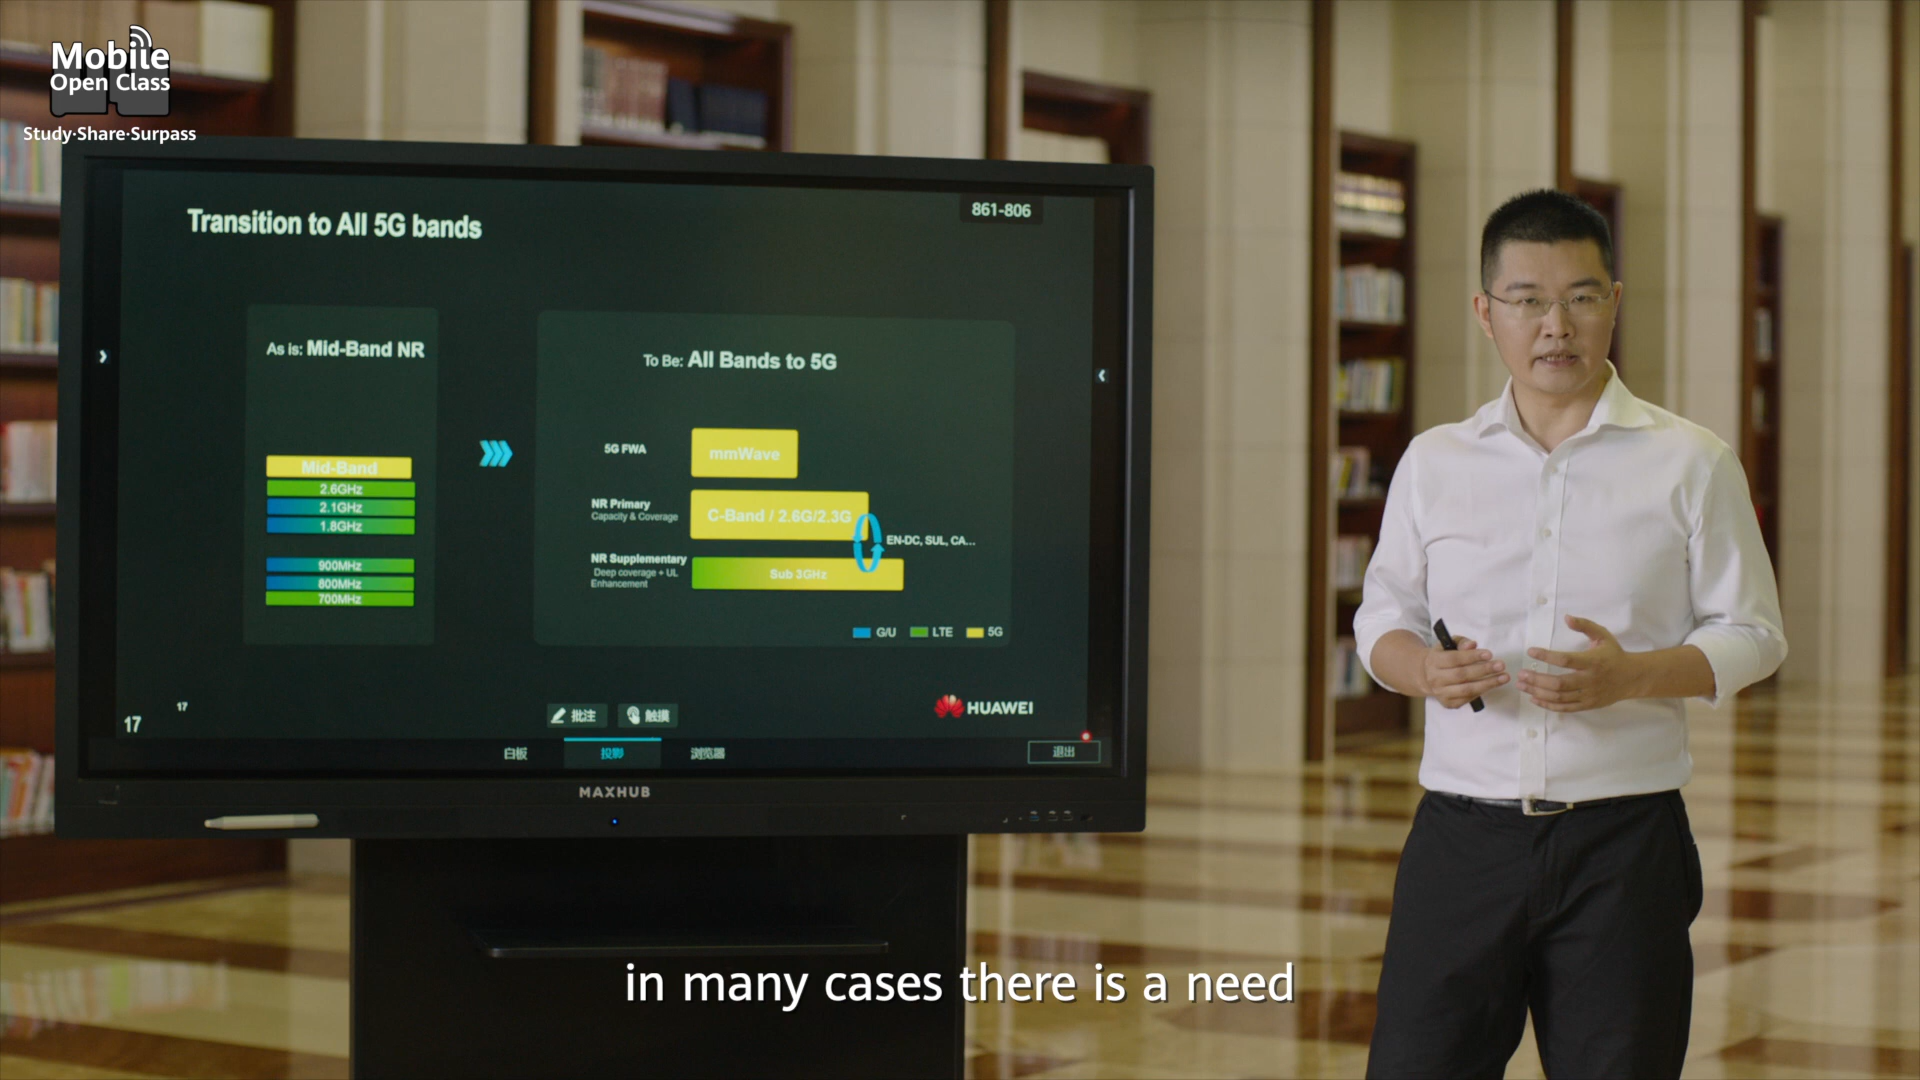 Mobile
Open Class
Study·Share·Surpass
Transition to All 5G bands
861-806
As is: Mid-Band NR
Mid-Band
2.6GHz
2.1GHz
1.8GHz
900MHz
800MHz
700MHz
To Be: All Bands to 5G
5G FWA
mmWave
NR Primary
Capacity & Coverage
C-Band / 2.6G/2.3G
EN-DC, SUL, CA...
NR Supplementary
Deep coverage + UL
Enhancement
Sub 3GHz
G/U
LTE
5G
17
17
批注
触摸
HUAWEI
白板
投影
浏览器
退出
MAXHUB
in many cases there is a need